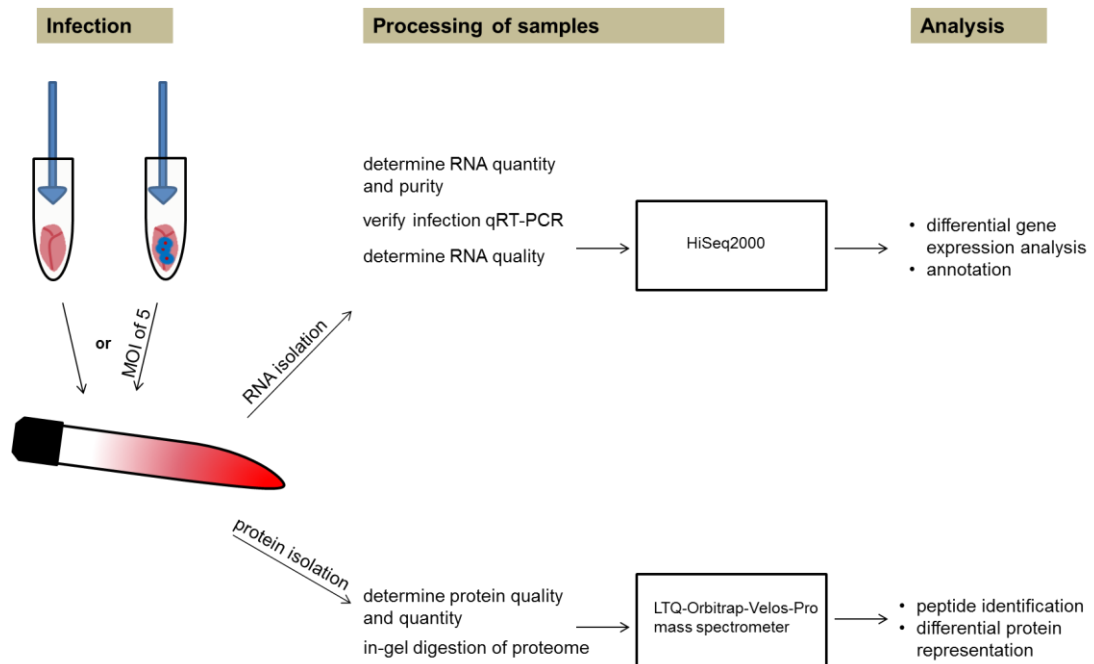 Infection
Processing of samples
Analysis
determine RNA quantity
and purity
verify infection qRT-PCR
determine RNA quality
HiSeq2000
• differential gene
expression analysis
• annotation
or
MOI of 5
RNA isolation
protein isolation
determine protein quality
and quantity
in-gel digestion of proteome
LTQ-Orbitrap-Velos-Pro
mass spectrometer
• peptide identification
• differential protein
representation